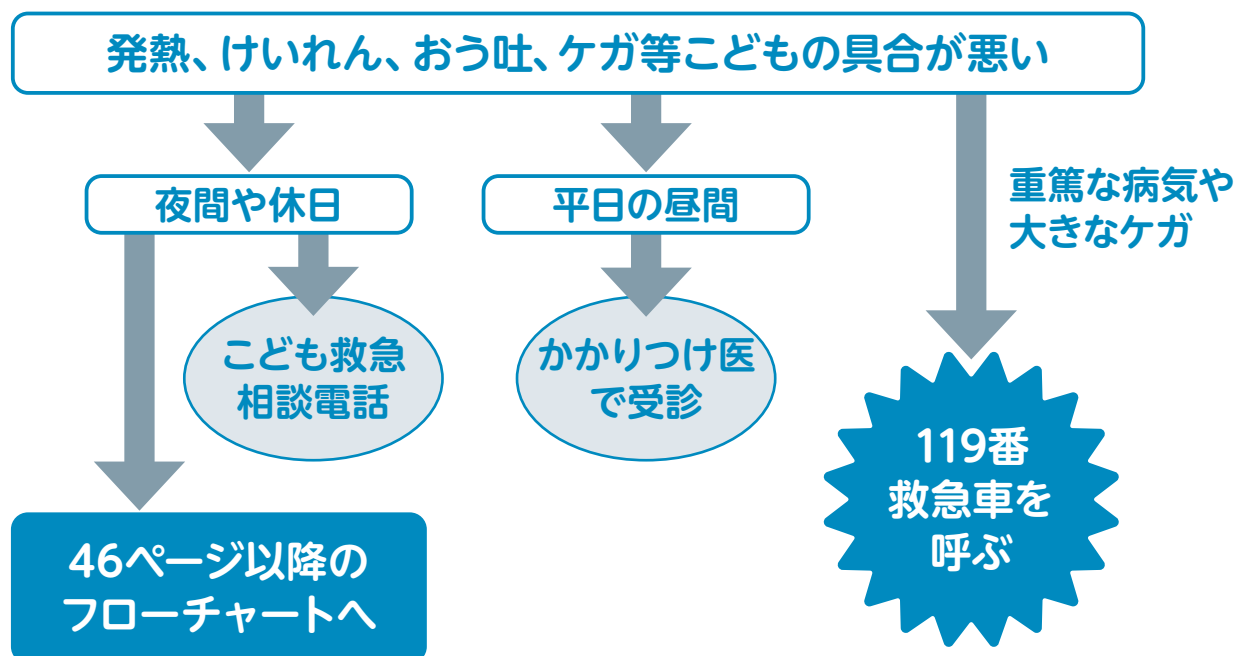 発熱、けいれん、おう吐、ケガ等こどもの具合が悪い
夜間や休日
平日の昼間
重篤な病気や
大きなケガ
こども救急
相談電話
かかりつけ医
で受診
119番
救急車を
呼ぶ
46ページ以降の
フローチャートへ